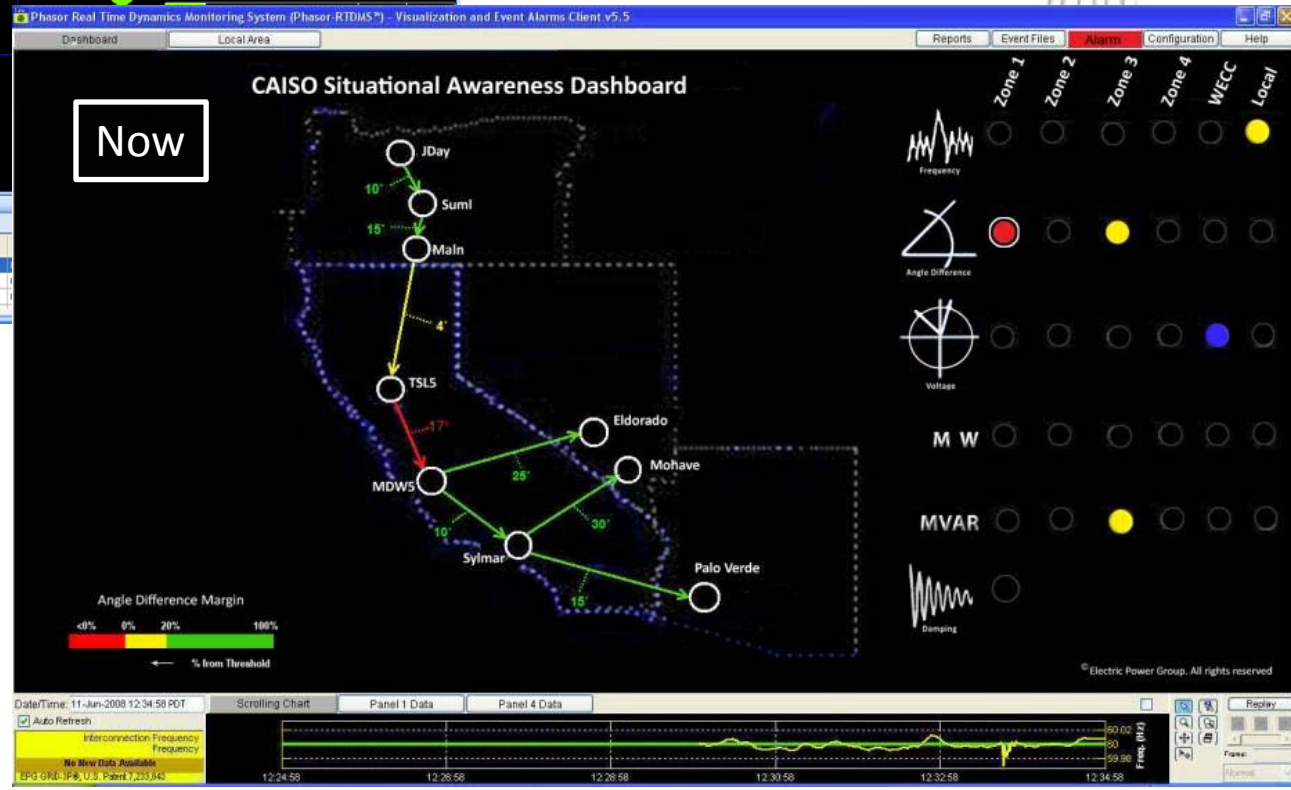 Phasor Real Time Dynamics Monitoring System (Phasor-RTDMS™) - Visualization and Event Alarms Client v5.5
Dashboard
Local Area
Reports
Event Files
Alarm
Configuration
Help
CAISO Situational Awareness Dashboard
Now
Zone 1
Zone 2
Zone 3
Zone 4
WECC
Local
Frequency
Angle Difference
Voltage
M W
MVAR
Damping
JDay
10°
Suml
15°
Maln
4°
TSL5
-17°
Eldorado
25°
Mohave
MDW5
30°
10°
Sylmar
Palo Verde
15°
Angle Difference Margin
<0% 0% 20% 100%
← % from Threshold
©Electric Power Group. All rights reserved
Date/Time: 11-Jun-2008 12:34:58 PDT
Scrolling Chart
Panel 1 Data
Panel 4 Data
Replay
Auto Refresh
Interconnection Frequency
Frequency
No New Data Available
EPG GRID-3P®, U.S. Patent 7,233,843
60.02
60
59.98
Freq. (Hz)
12:24:58
12:26:58
12:28:58
12:30:58
12:32:58
12:34:58
Frame:
Normal